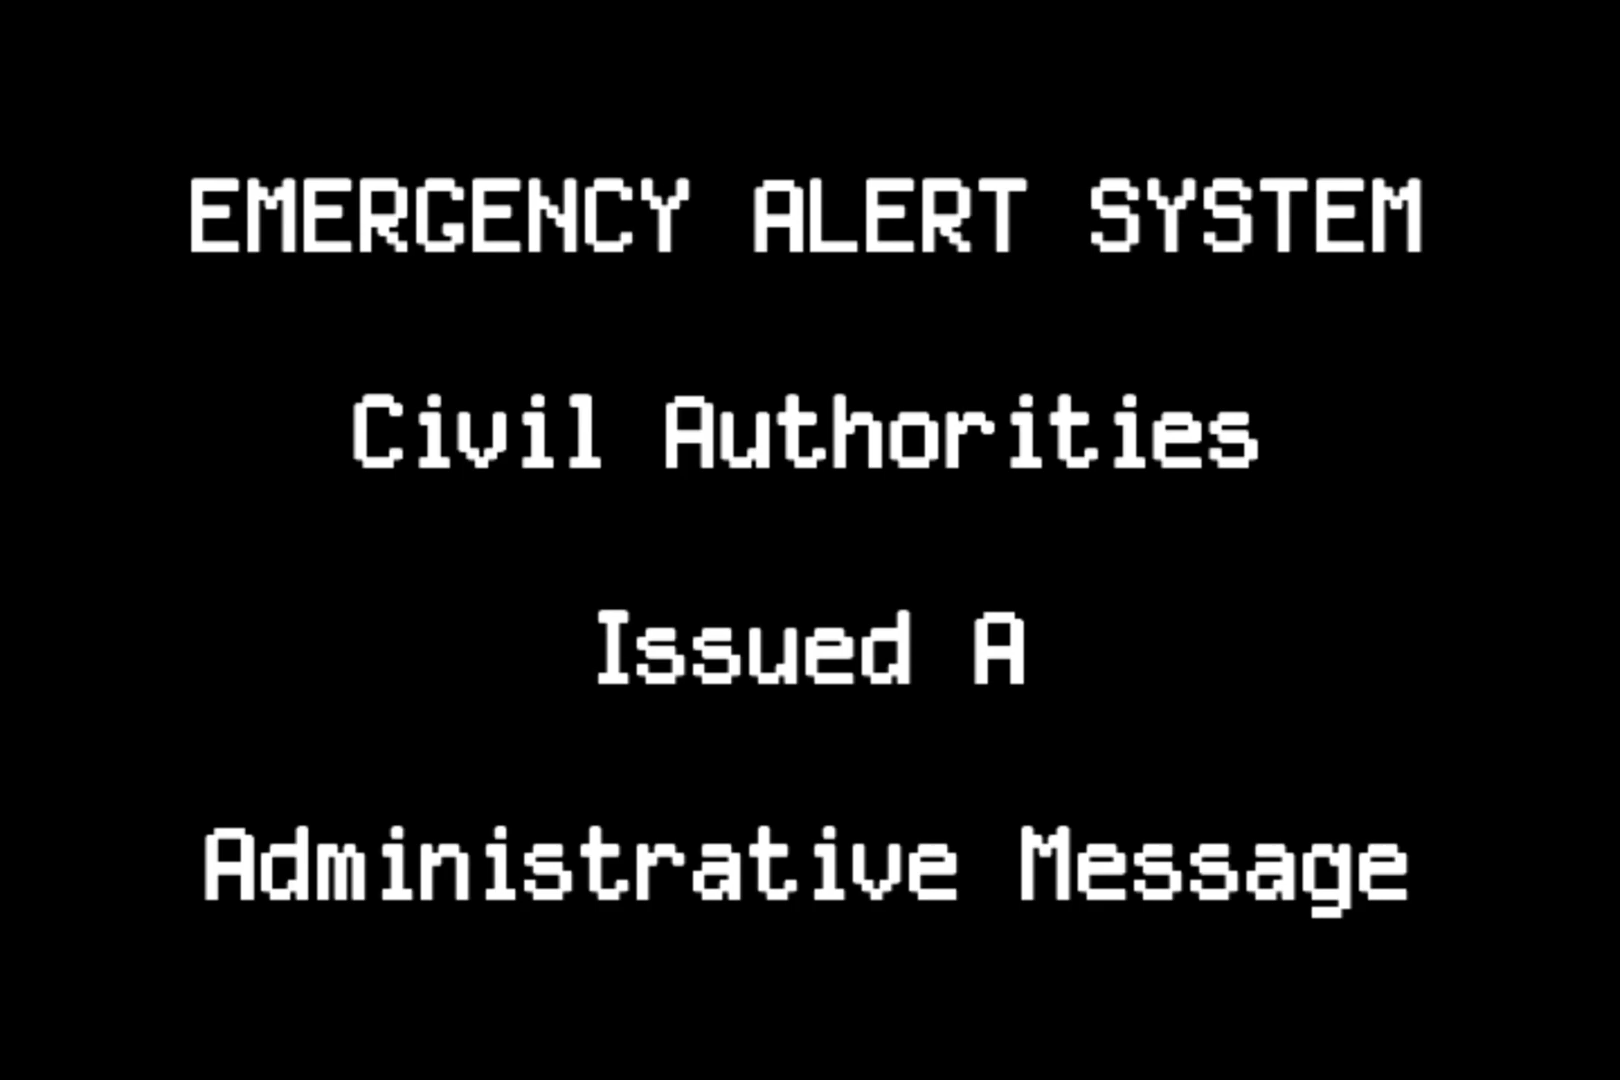 EMERGENCY ALERT SYSTEM
Civil Authorities
Issued A
Administrative Message